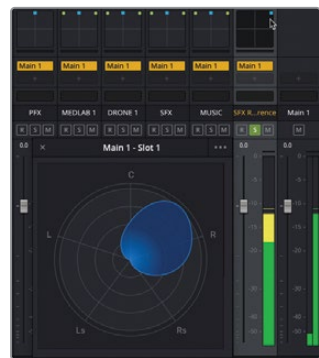 Main 1 Main 1 Main 1 Main 1 Main 1 Main 1
+ + + + + + +
PFX MEDLAB 1 DRONE 1 SFX MUSIC SFX R...rence Main 1
R S M R S M R S M R S M R S M R S M M
0.0 × Main 1 - Slot 1 ••• 0.0 0.0
C
L R
Ls Rs
0
-5
-10
-15
-20
-30
-40
-50